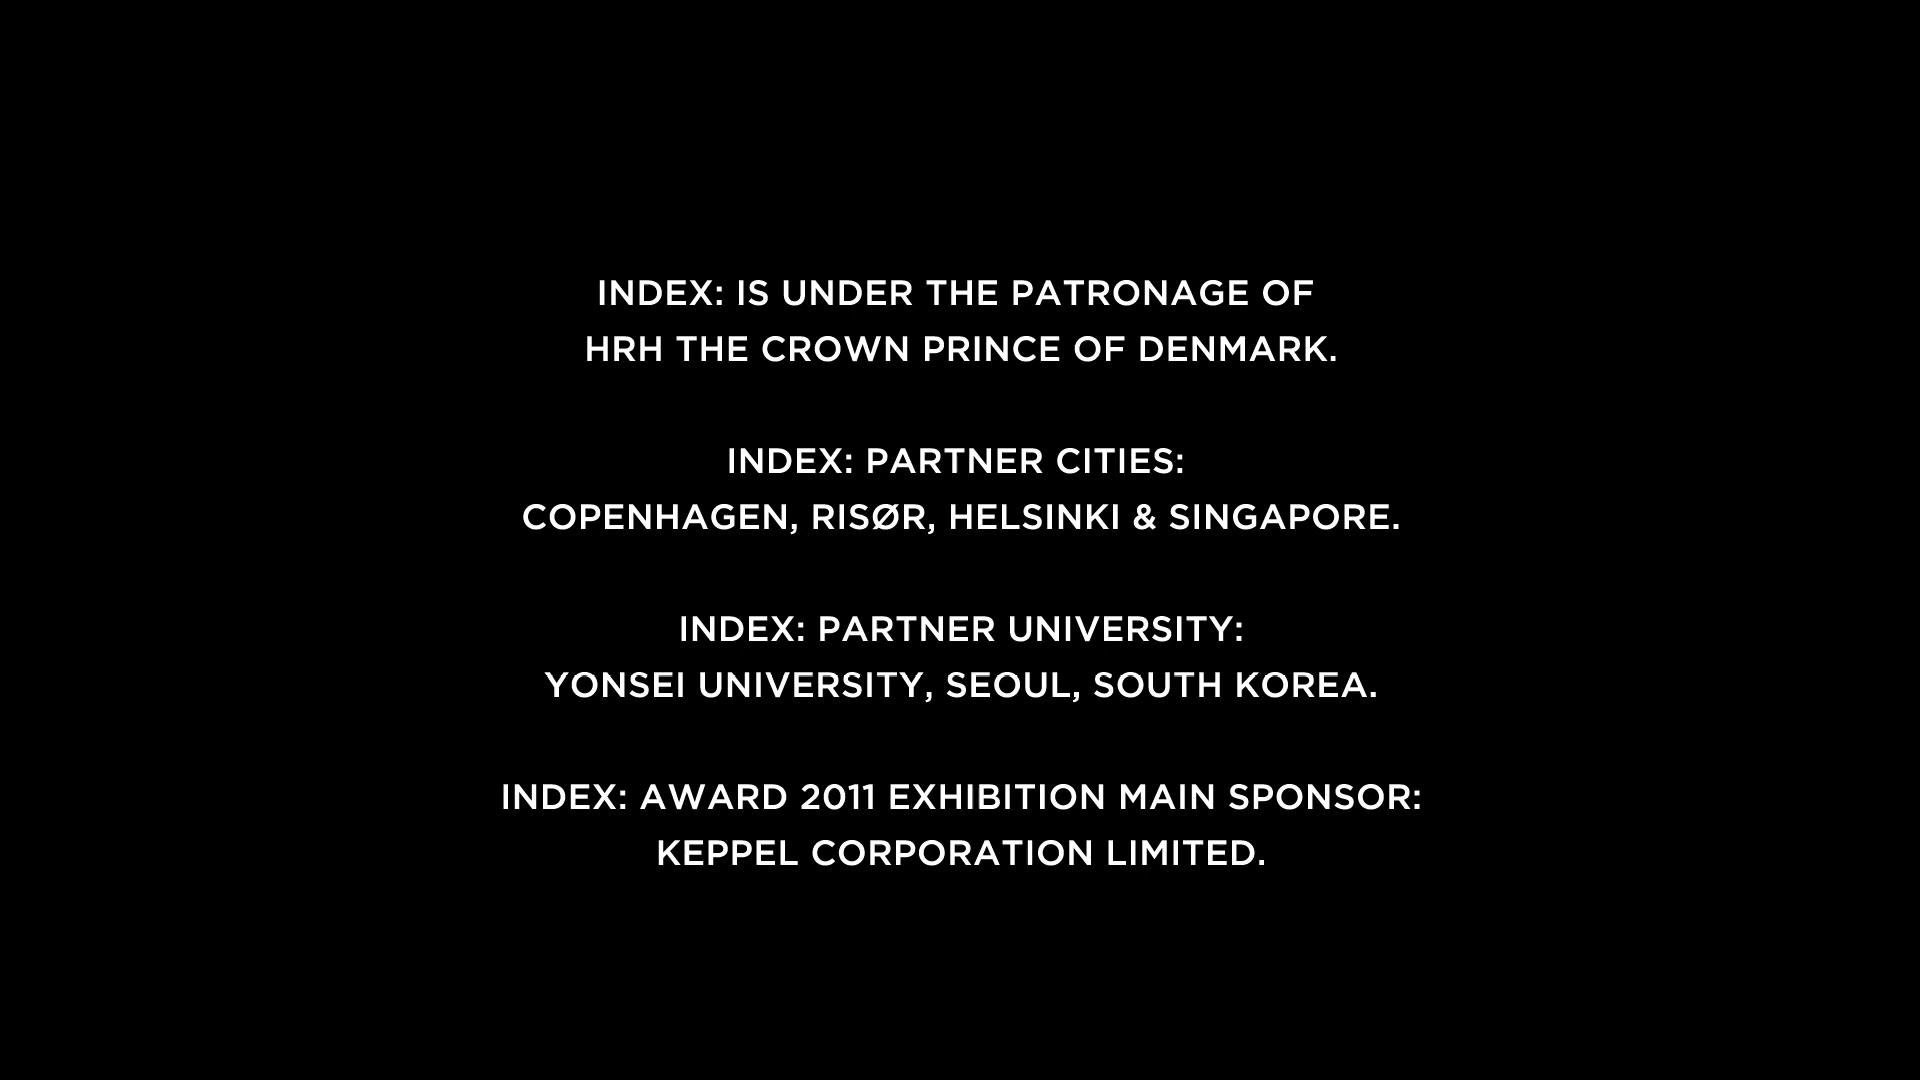 INDEX: IS UNDER THE PATRONAGE OF
HRH THE CROWN PRINCE OF DENMARK.
INDEX: PARTNER CITIES:
COPENHAGEN, RISØR, HELSINKI & SINGAPORE.
INDEX: PARTNER UNIVERSITY:
YONSEI UNIVERSITY, SEOUL, SOUTH KOREA.
INDEX: AWARD 2011 EXHIBITION MAIN SPONSOR:
KEPPEL CORPORATION LIMITED.